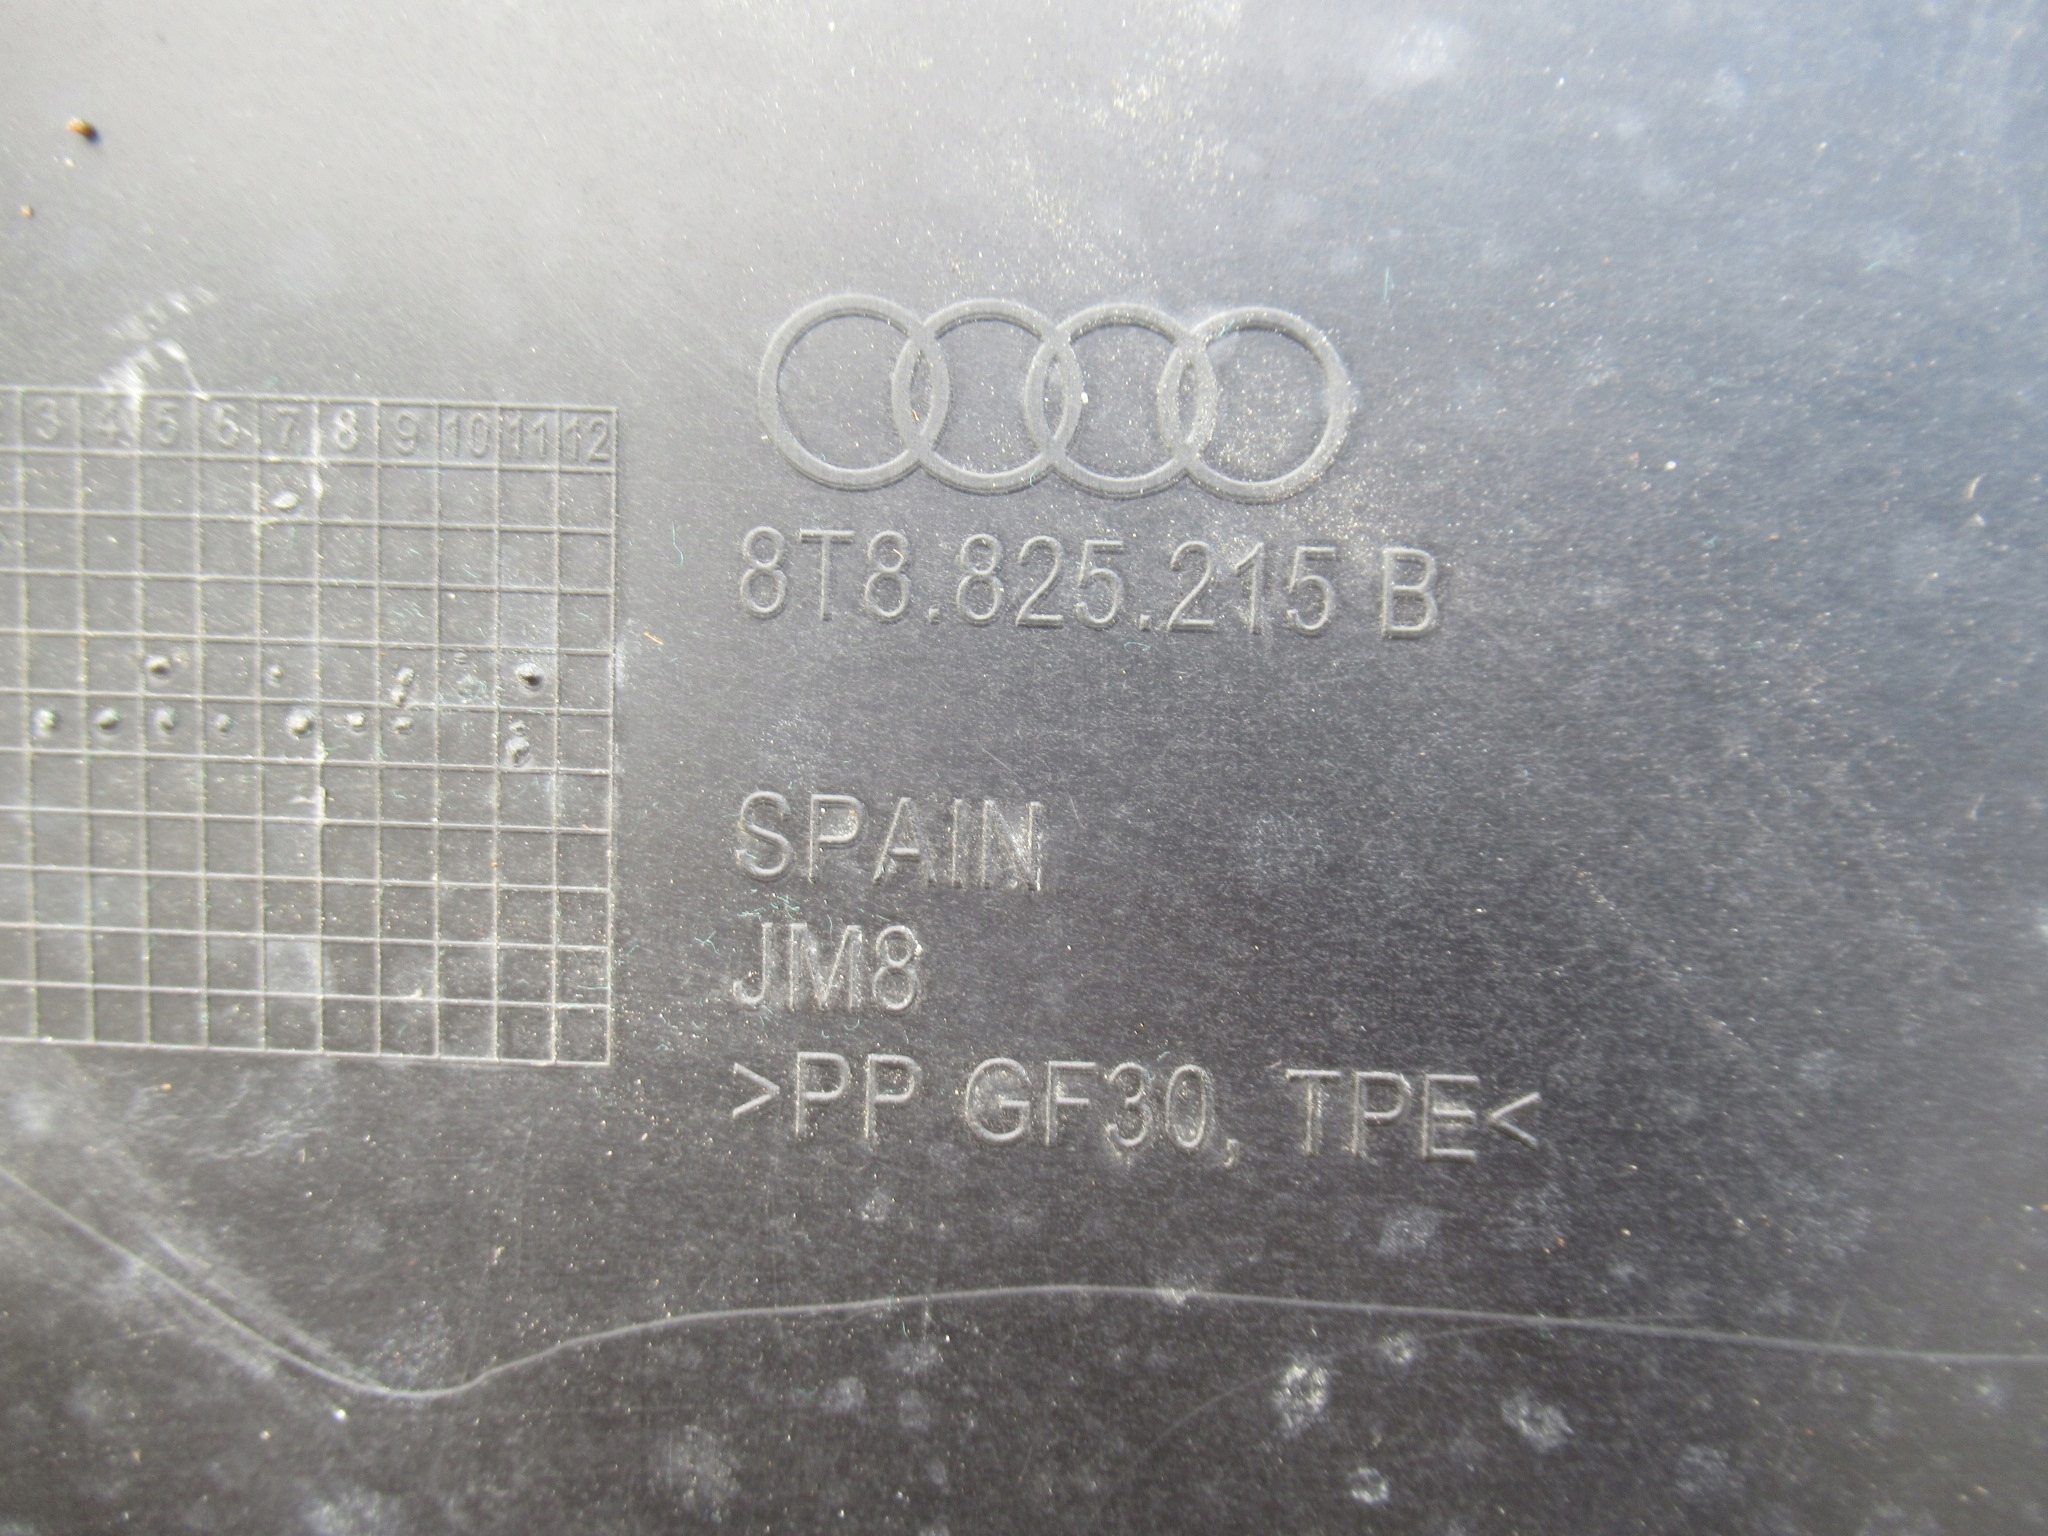 3 4 5 6 7 8 9 10 11 12
8T8.825.215 B
SPAIN
JM8
>PP GF30, TPE<